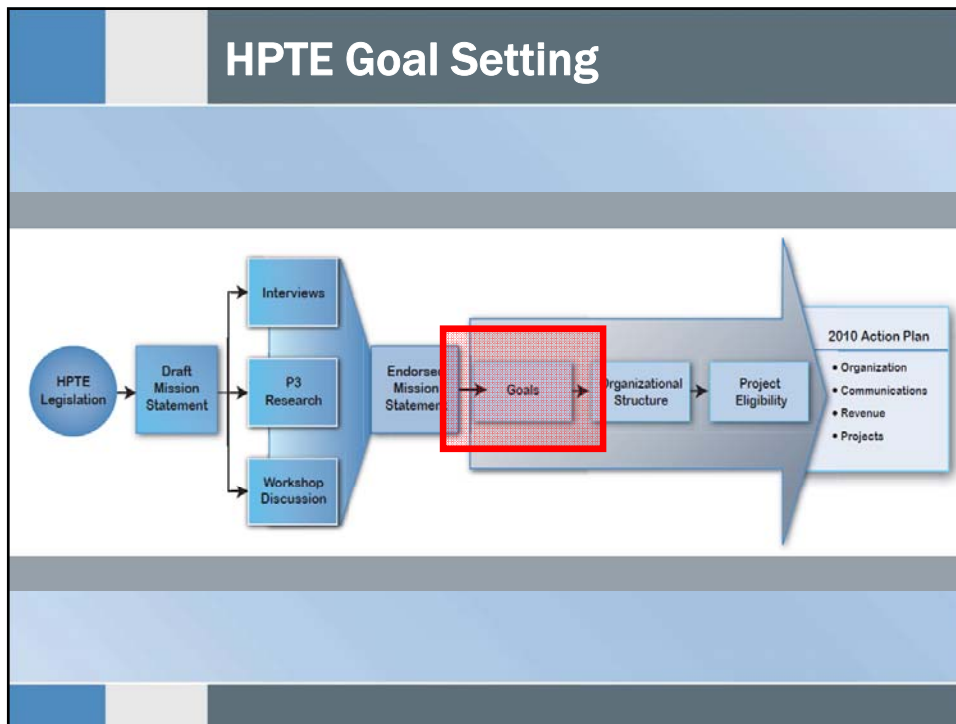 HPTE Goal Setting
HPTE
Legislation
Draft
Mission
Statement
Interviews
P3
Research
Workshop
Discussion
Endorsed
Mission
Statement
Goals
Organizational
Structure
Project
Eligibility
2010 Action Plan
• Organization
• Communications
• Revenue
• Projects